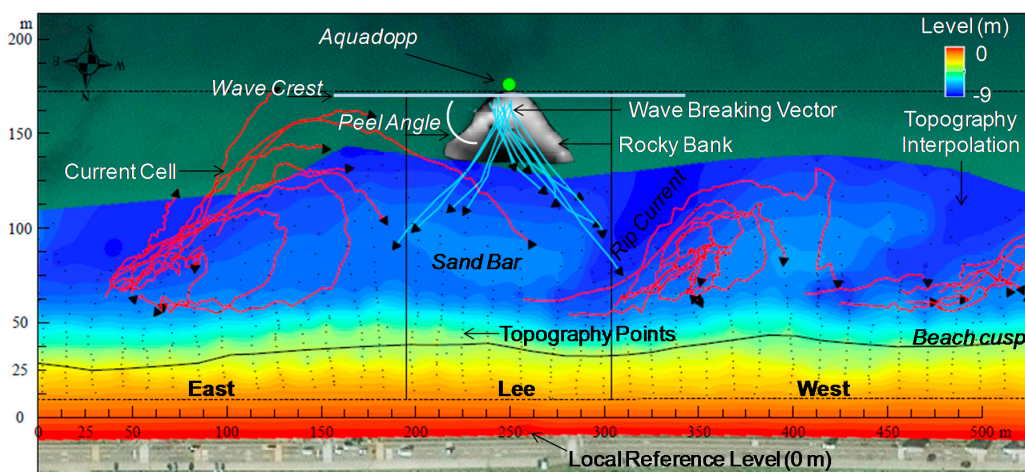 m
200
150
100
50
25
0
Aquadopp
Level (m)
0
-9
Wave Crest
Peel Angle
Wave Breaking Vector
Rocky Bank
Topography
Interpolation
Current Cell
Rip Current
Sand Bar
Topography Points
Beach cusp
East
Lee
West
0 50 100 150 200 250 300 350 400 450 500 m
Local Reference Level (0 m)
E
W
N
S